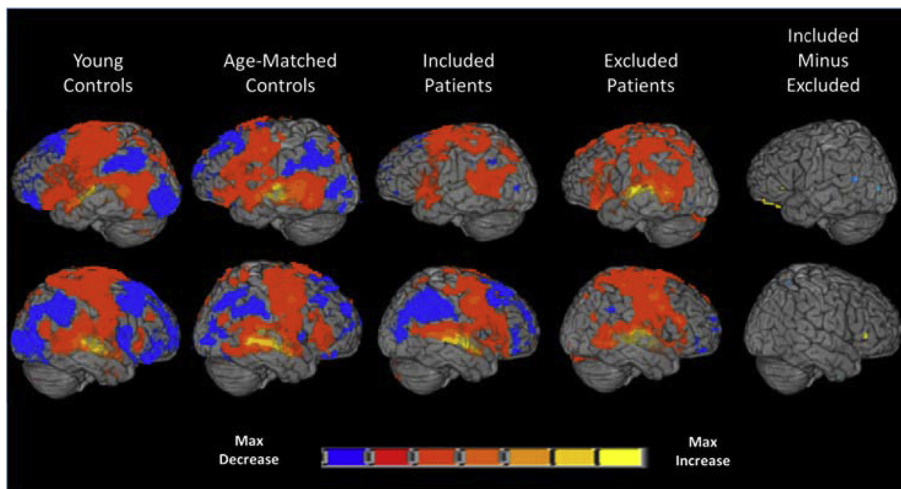 Young
Controls
Age-Matched
Controls
Included
Patients
Excluded
Patients
Included
Minus
Excluded
Max
Decrease
Max
Increase